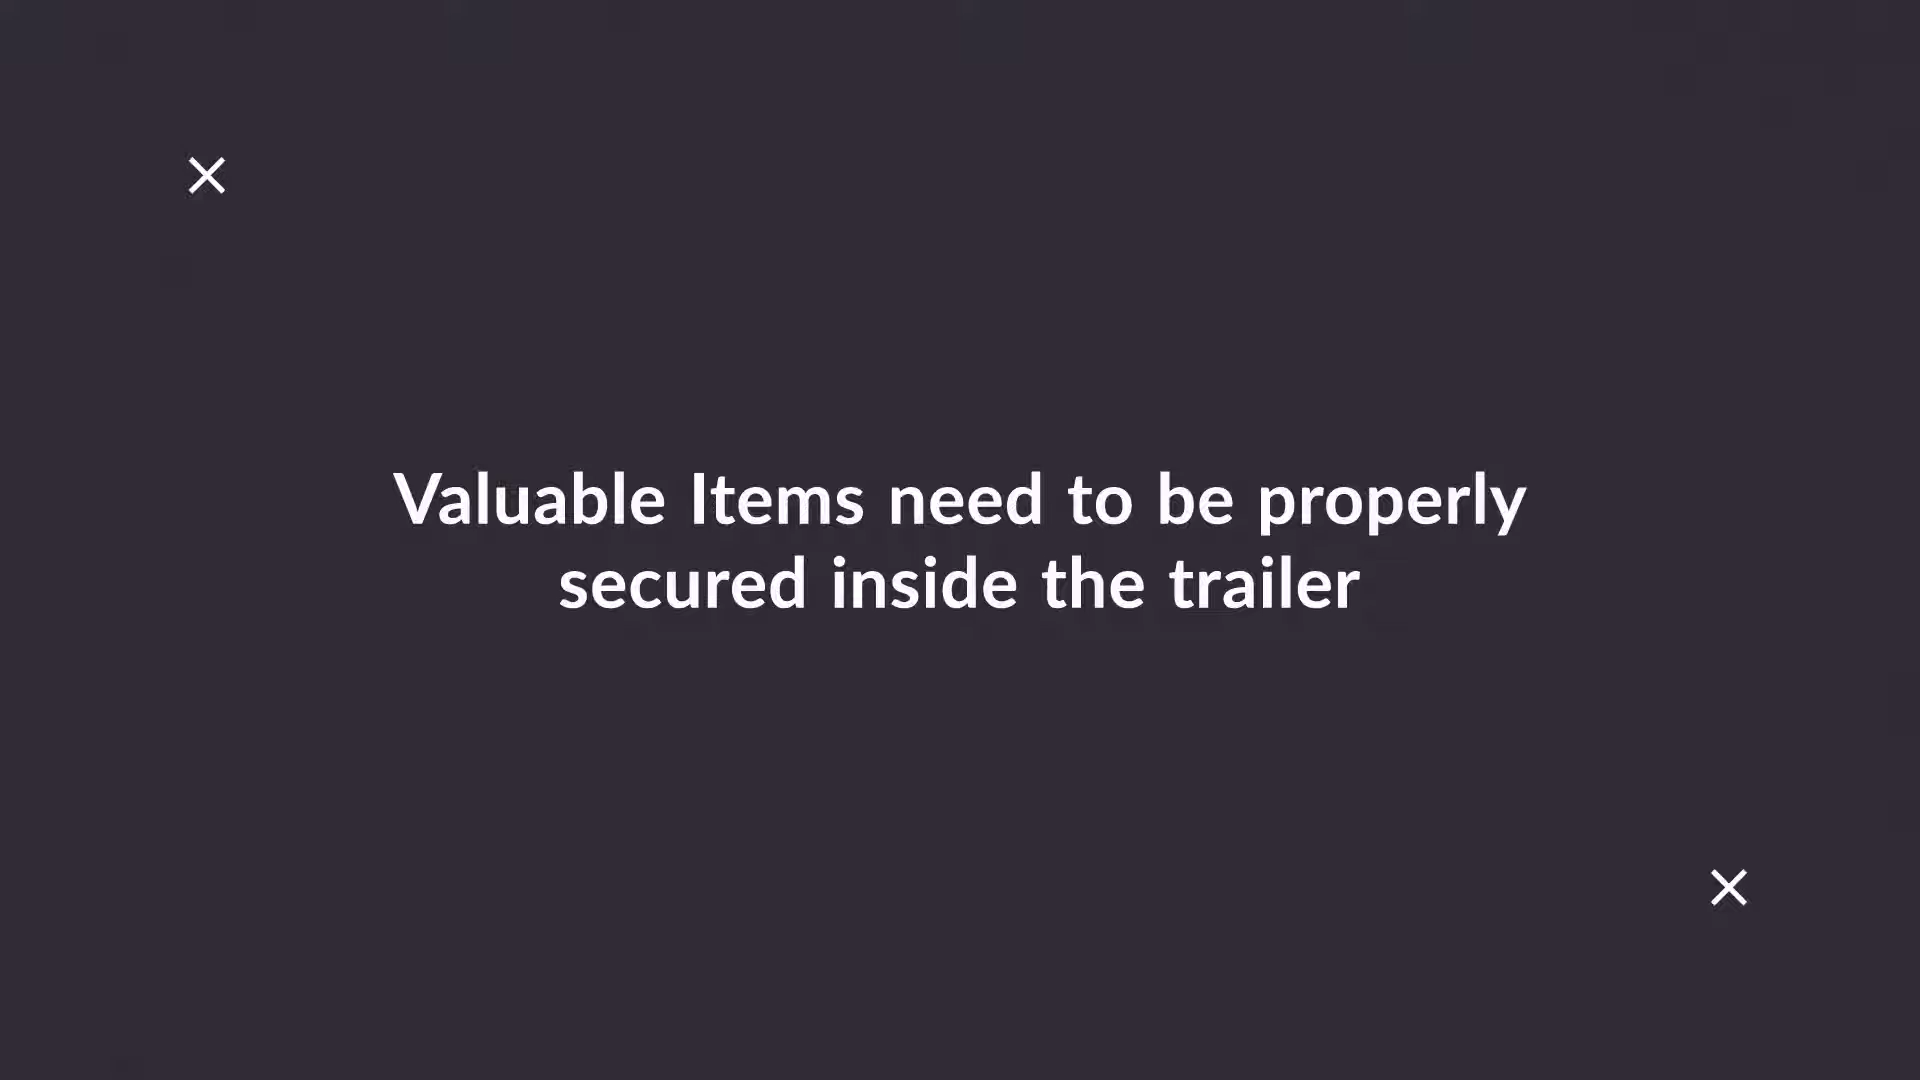 Valuable Items need to be properly
secured inside the trailer